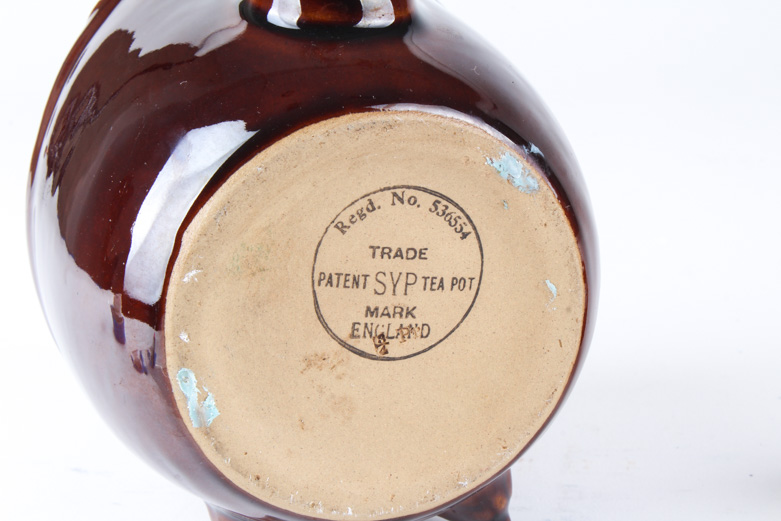 Regd. No. 536554
TRADE
PATENT SYP TEA POT
MARK
ENGLAND